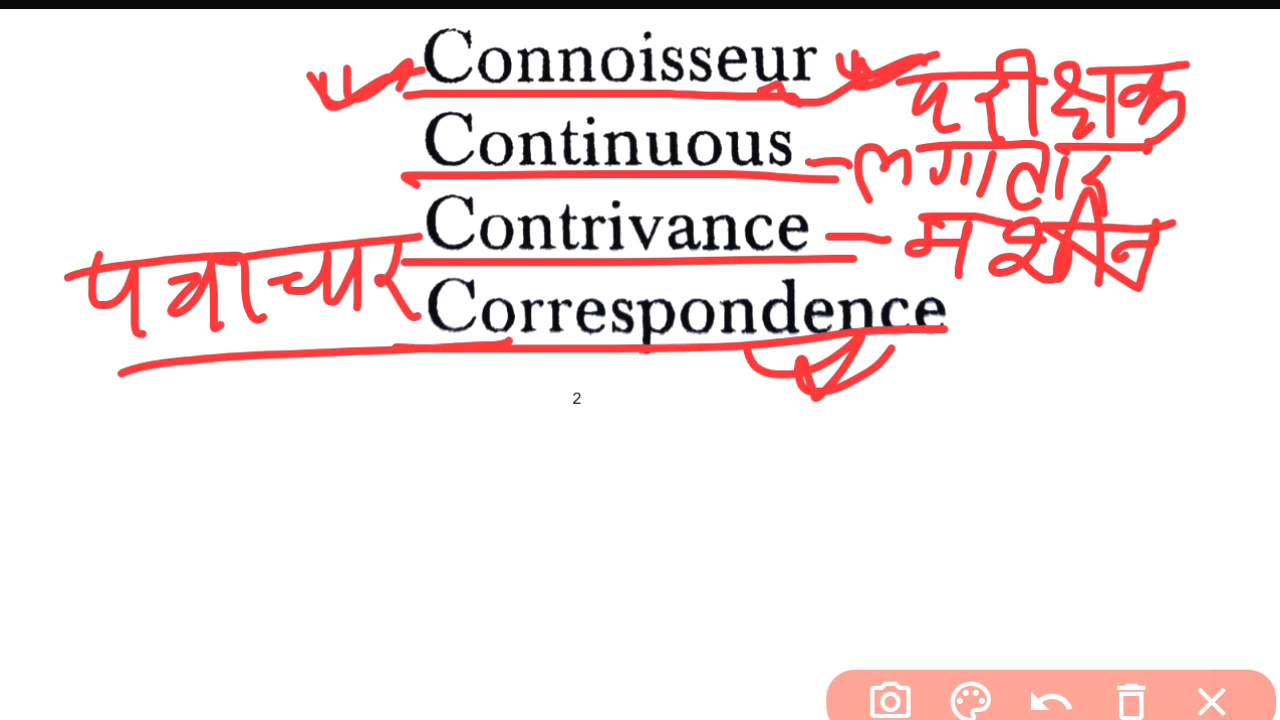 Connoisseur परीक्षक
Continuous – लगातार
Contrivance – मशीन
पत्राचार Correspondence
2